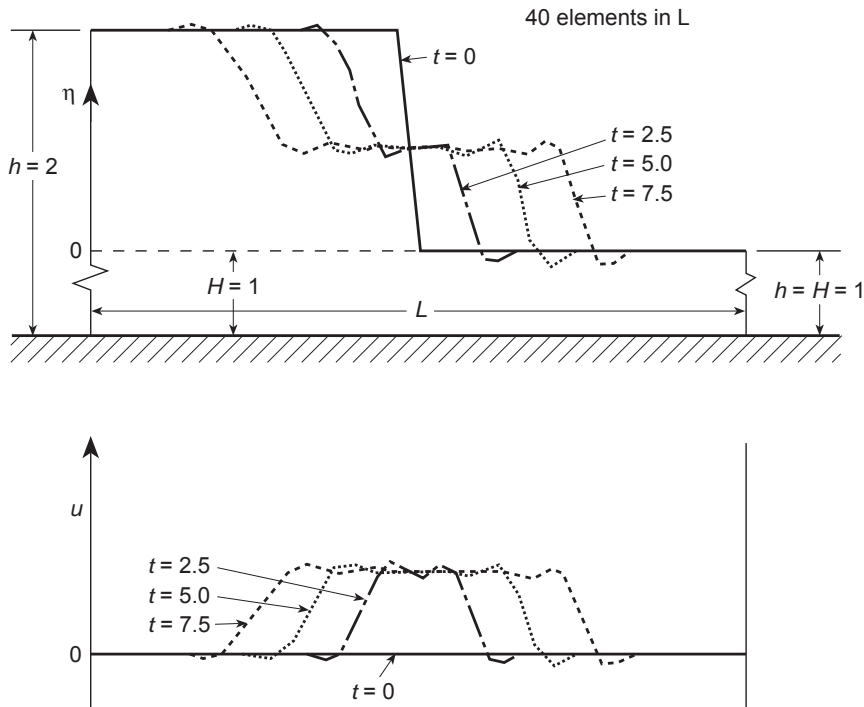 40 elements in L
t = 0
η
t = 2.5
t = 5.0
t = 7.5
h = 2
0
H = 1
h = H = 1
L
u
t = 2.5
t = 5.0
t = 7.5
0
t = 0